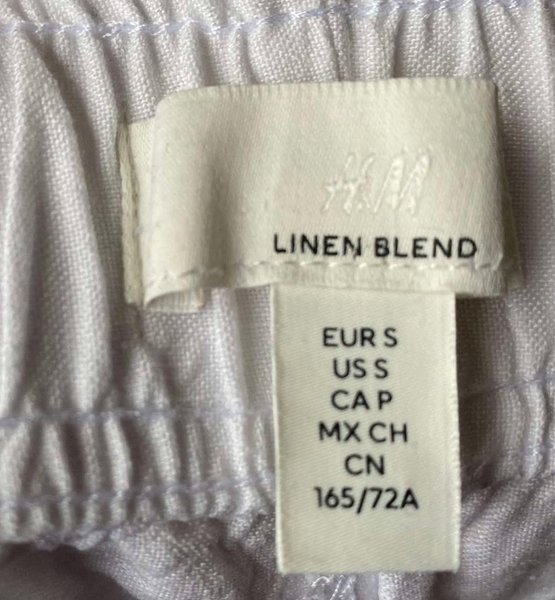 H&M
LINEN BLEND
EUR S
US S
CA P
MX CH
CN
165/72A